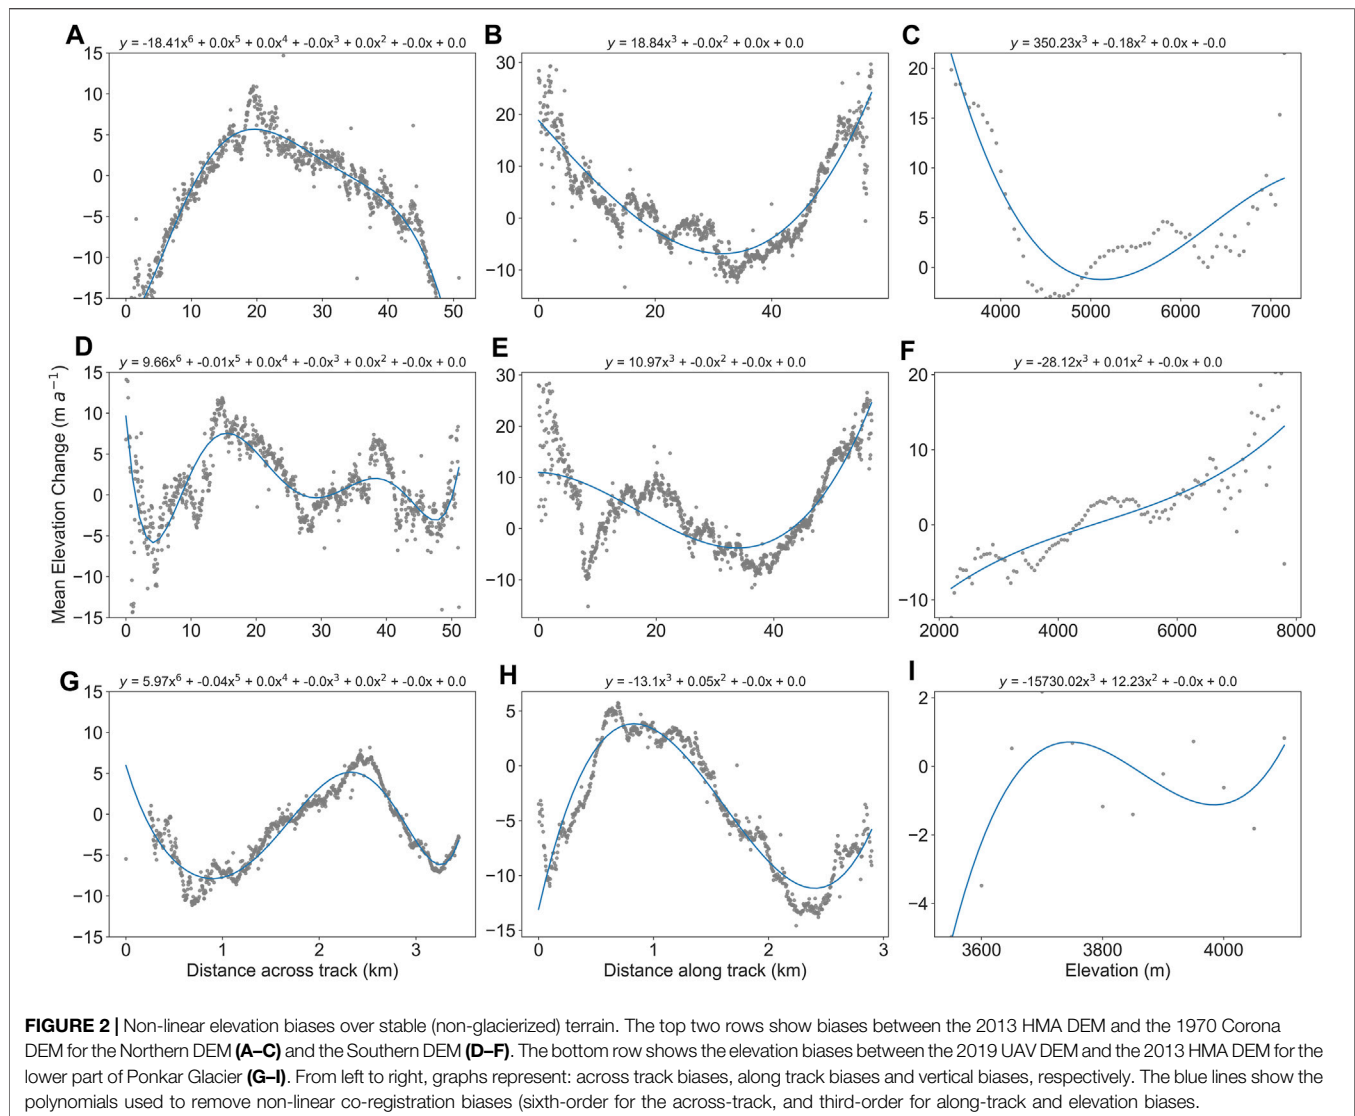 A
y = -18.41x⁶ + 0.0x⁵ + 0.0x⁴ + -0.0x³ + 0.0x² + -0.0x + 0.0
15
10
5
0
−5
−10
−15
0 10 20 30 40 50
B
y = 18.84x³ + -0.0x² + 0.0x + 0.0
30
20
10
0
−10
0 20 40
C
y = 350.23x³ + -0.18x² + 0.0x + -0.0
20
15
10
5
0
4000 5000 6000 7000
Mean Elevation Change (m a⁻¹)
D
y = 9.66x⁶ + -0.01x⁵ + 0.0x⁴ + -0.0x³ + 0.0x² + -0.0x + 0.0
15
10
5
0
−5
−10
−15
0 10 20 30 40 50
E
y = 10.97x³ + -0.0x² + -0.0x + 0.0
30
20
10
0
−10
0 20 40
F
y = -28.12x³ + 0.01x² + -0.0x + 0.0
20
10
0
−10
2000 4000 6000 8000
G
y = 5.97x⁶ + -0.04x⁵ + 0.0x⁴ + -0.0x³ + 0.0x² + -0.0x + 0.0
15
10
5
0
−5
−10
−15
0 1 2 3
Distance across track (km)
H
y = -13.1x³ + 0.05x² + -0.0x + 0.0
5
0
−5
−10
−15
0 1 2 3
Distance along track (km)
I
y = -15730.02x³ + 12.23x² + -0.0x + 0.0
2
0
−2
−4
3600 3800 4000
Elevation (m)
FIGURE 2 | Non-linear elevation biases over stable (non-glacierized) terrain. The top two rows show biases between the 2013 HMA DEM and the 1970 Corona
DEM for the Northern DEM (A–C) and the Southern DEM (D–F). The bottom row shows the elevation biases between the 2019 UAV DEM and the 2013 HMA DEM for the
lower part of Ponkar Glacier (G–I). From left to right, graphs represent: across track biases, along track biases and vertical biases, respectively. The blue lines show the
polynomials used to remove non-linear co-registration biases (sixth-order for the across-track, and third-order for along-track and elevation biases.